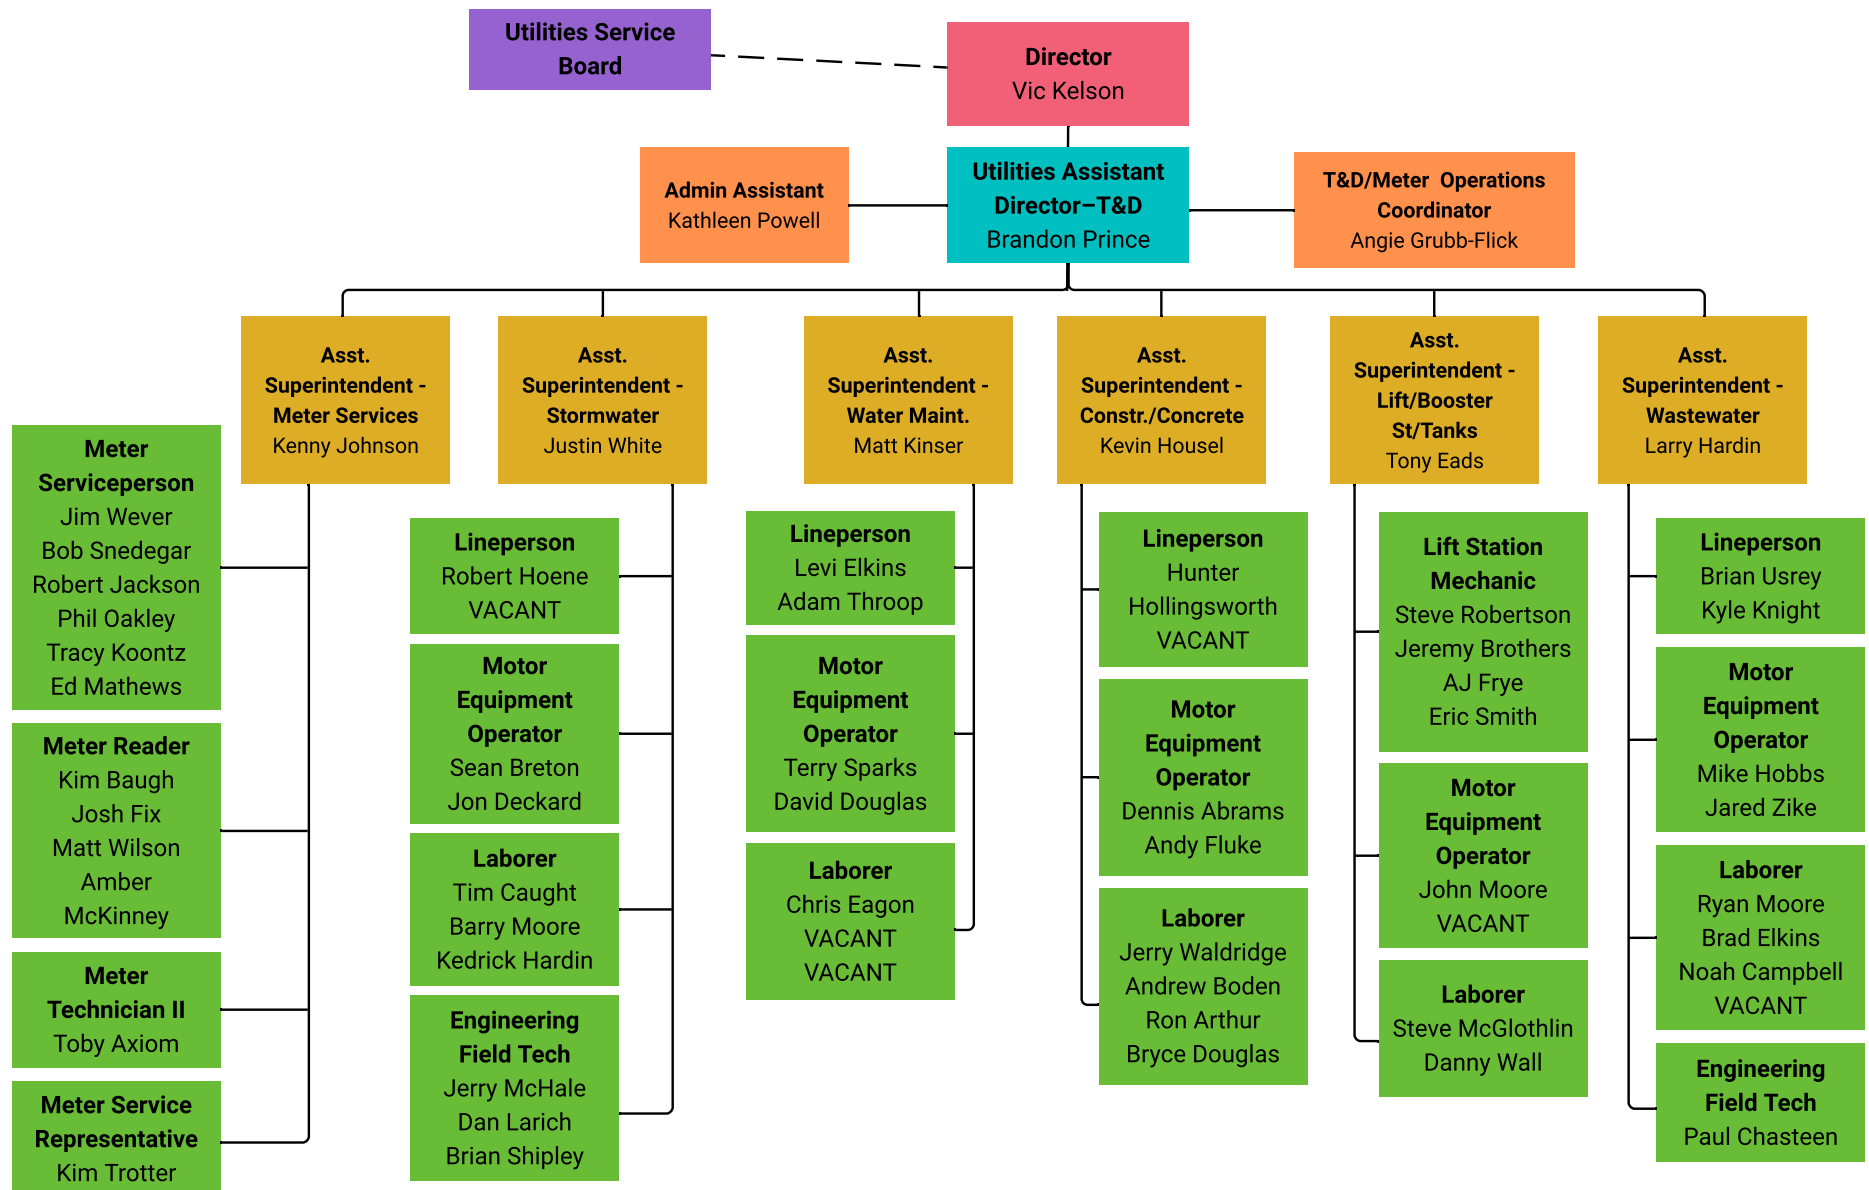 Utilities Service
Board
Director
Vic Kelson
Admin Assistant
Kathleen Powell
Utilities Assistant
Director–T&D
Brandon Prince
T&D/Meter Operations
Coordinator
Angie Grubb-Flick
Asst.
Superintendent -
Meter Services
Kenny Johnson
Meter
Serviceperson
Jim Wever
Bob Snedegar
Robert Jackson
Phil Oakley
Tracy Koontz
Ed Mathews
Meter Reader
Kim Baugh
Josh Fix
Matt Wilson
Amber
McKinney
Meter
Technician II
Toby Axiom
Meter Service
Representative
Kim Trotter
Asst.
Superintendent -
Stormwater
Justin White
Lineperson
Robert Hoene
VACANT
Motor
Equipment
Operator
Sean Breton
Jon Deckard
Laborer
Tim Caught
Barry Moore
Kedrick Hardin
Engineering
Field Tech
Jerry McHale
Dan Larich
Brian Shipley
Asst.
Superintendent -
Water Maint.
Matt Kinser
Lineperson
Levi Elkins
Adam Throop
Motor
Equipment
Operator
Terry Sparks
David Douglas
Laborer
Chris Eagon
VACANT
VACANT
Asst.
Superintendent -
Constr./Concrete
Kevin Housel
Lineperson
Hunter
Hollingsworth
VACANT
Motor
Equipment
Operator
Dennis Abrams
Andy Fluke
Laborer
Jerry Waldridge
Andrew Boden
Ron Arthur
Bryce Douglas
Asst.
Superintendent -
Lift/Booster
St/Tanks
Tony Eads
Lift Station
Mechanic
Steve Robertson
Jeremy Brothers
AJ Frye
Eric Smith
Motor
Equipment
Operator
John Moore
VACANT
Laborer
Steve McGlothlin
Danny Wall
Asst.
Superintendent -
Wastewater
Larry Hardin
Lineperson
Brian Usrey
Kyle Knight
Motor
Equipment
Operator
Mike Hobbs
Jared Zike
Laborer
Ryan Moore
Brad Elkins
Noah Campbell
VACANT
Engineering
Field Tech
Paul Chasteen